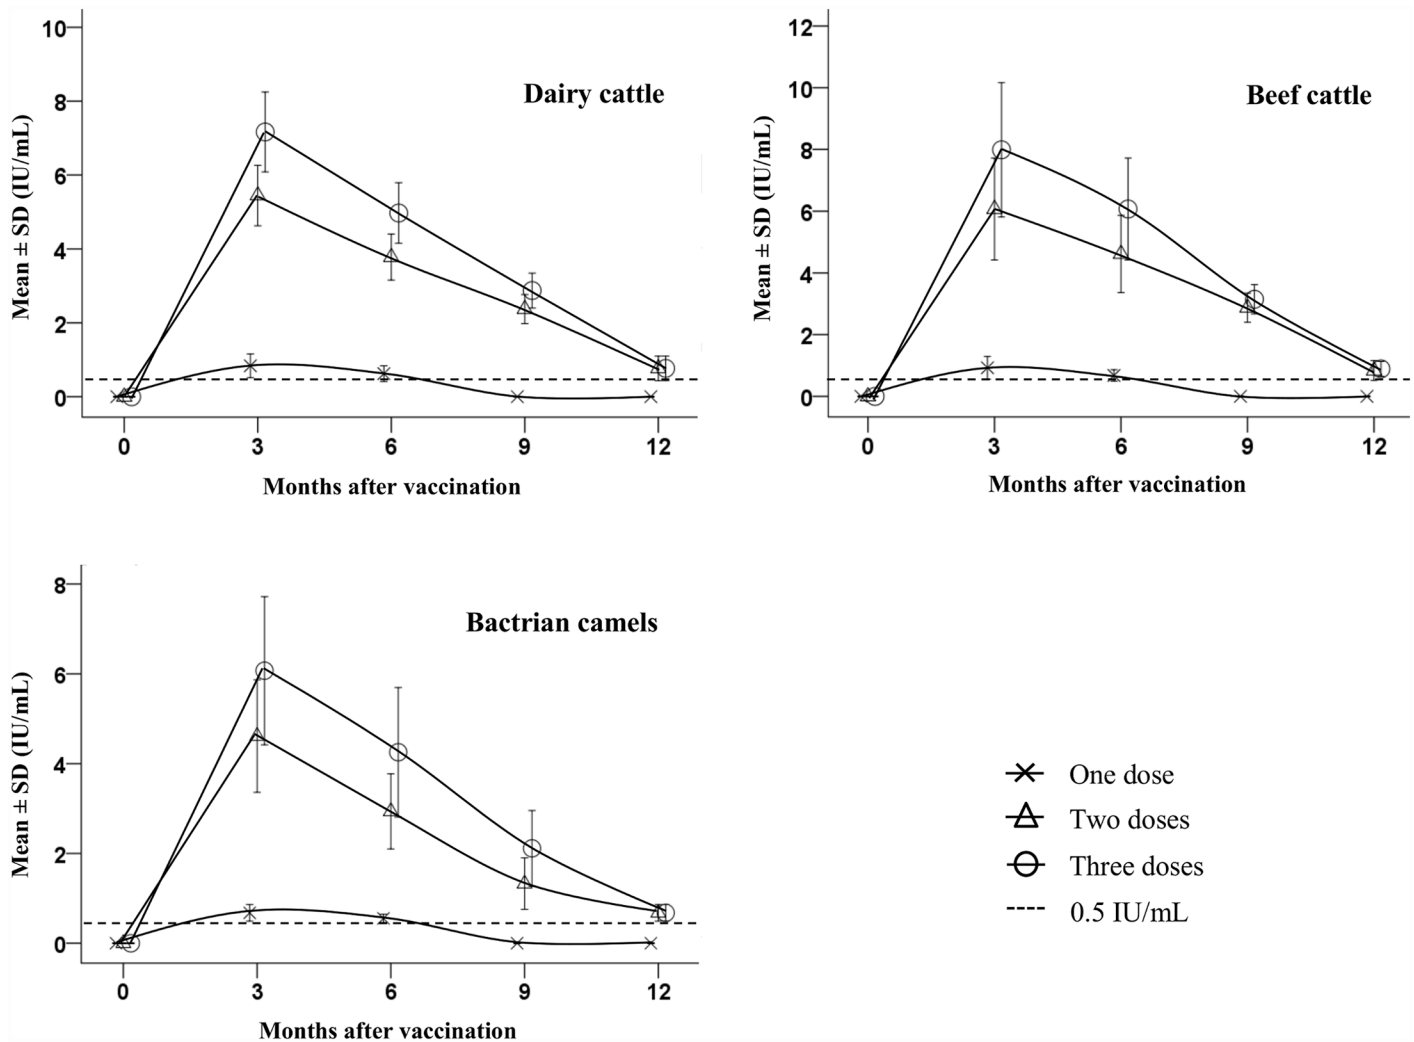 Dairy cattle
Mean ± SD (IU/mL)
10
8
6
4
2
0
0 3 6 9 12
Months after vaccination
Beef cattle
Mean ± SD (IU/mL)
12
10
8
6
4
2
0
0 3 6 9 12
Months after vaccination
Bactrian camels
Mean ± SD (IU/mL)
8
6
4
2
0
0 3 6 9 12
Months after vaccination
One dose
Two doses
Three doses
0.5 IU/mL